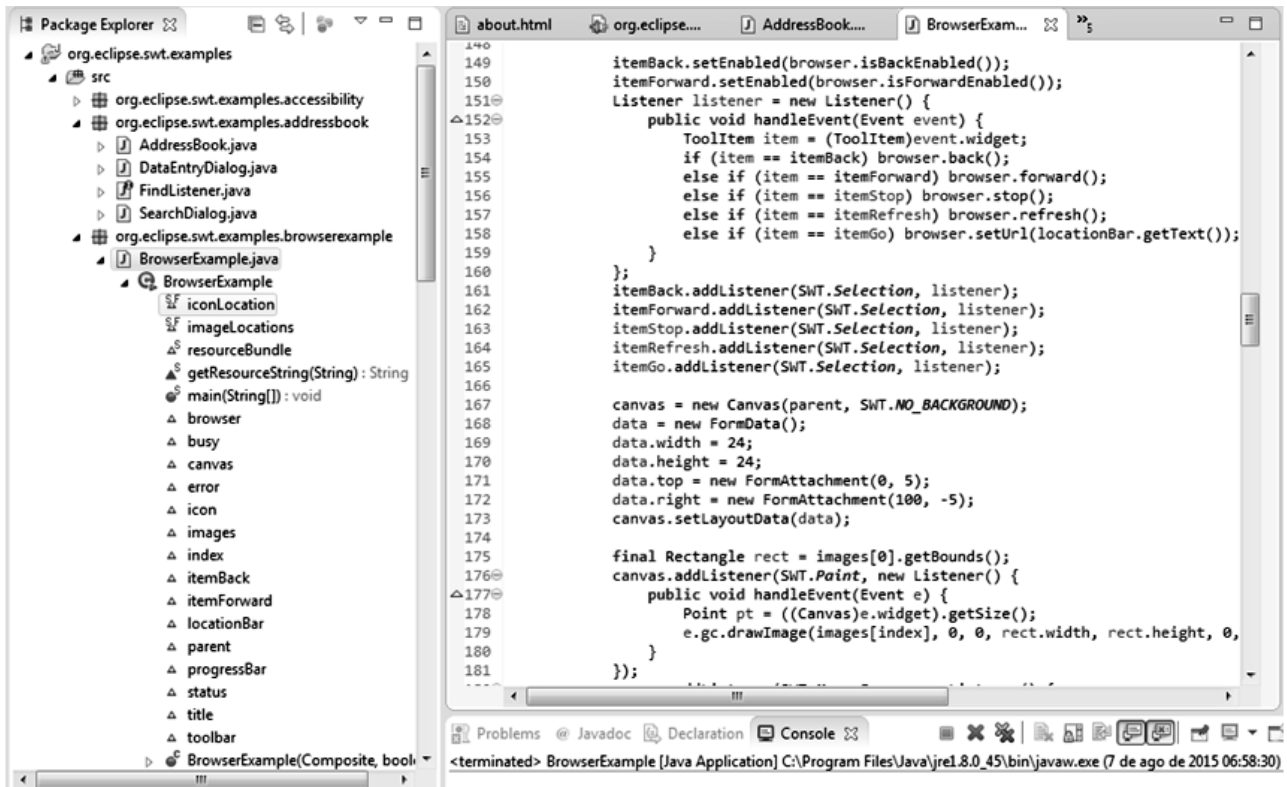 Package Explorer
org.eclipse.swt.examples
src
org.eclipse.swt.examples.accessibility
org.eclipse.swt.examples.addressbook
AddressBook.java
DataEntryDialog.java
FindListener.java
SearchDialog.java
org.eclipse.swt.examples.browserexample
BrowserExample.java
BrowserExample
iconLocation
imageLocations
resourceBundle
getResourceString(String) : String
main(String[]) : void
browser
busy
canvas
error
icon
images
index
itemBack
itemForward
locationBar
parent
progressBar
status
title
toolbar
BrowserExample(Composite, bool
about.html org.eclipse.... AddressBook.... BrowserExam... »5
148
149 itemBack.setEnabled(browser.isBackEnabled());
150 itemForward.setEnabled(browser.isForwardEnabled());
151 Listener listener = new Listener() {
152 public void handleEvent(Event event) {
153 ToolItem item = (ToolItem)event.widget;
154 if (item == itemBack) browser.back();
155 else if (item == itemForward) browser.forward();
156 else if (item == itemStop) browser.stop();
157 else if (item == itemRefresh) browser.refresh();
158 else if (item == itemGo) browser.setUrl(locationBar.getText());
159 }
160 };
161 itemBack.addListener(SWT.Selection, listener);
162 itemForward.addListener(SWT.Selection, listener);
163 itemStop.addListener(SWT.Selection, listener);
164 itemRefresh.addListener(SWT.Selection, listener);
165 itemGo.addListener(SWT.Selection, listener);
166
167 canvas = new Canvas(parent, SWT.NO_BACKGROUND);
168 data = new FormData();
169 data.width = 24;
170 data.height = 24;
171 data.top = new FormAttachment(0, 5);
172 data.right = new FormAttachment(100, -5);
173 canvas.setLayoutData(data);
174
175 final Rectangle rect = images[0].getBounds();
176 canvas.addListener(SWT.Paint, new Listener() {
177 public void handleEvent(Event e) {
178 Point pt = ((Canvas)e.widget).getSize();
179 e.gc.drawImage(images[index], 0, 0, rect.width, rect.height, 0,
180 }
181 });
Problems @ Javadoc Declaration Console
<terminated> BrowserExample [Java Application] C:\Program Files\Java\jre1.8.0_45\bin\javaw.exe (7 de ago de 2015 06:58:30)